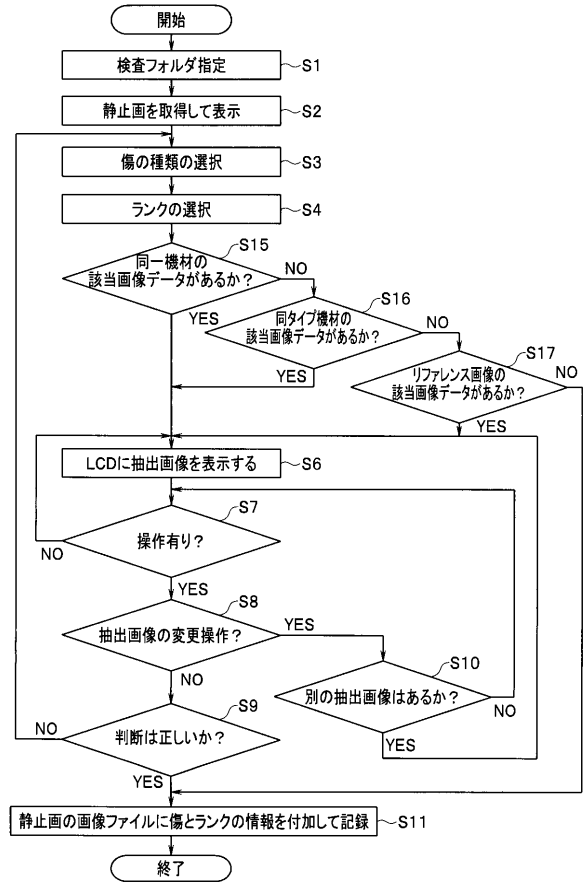 開始
検査フォルダ指定
S1
静止画を取得して表示
S2
傷の種類の選択
S3
ランクの選択
S4
S15
同一機材の
該当画像データがあるか？
NO
YES
S16
同タイプ機材の
該当画像データがあるか？
NO
YES
S17
リファレンス画像の
該当画像データがあるか？
NO
YES
LCDに抽出画像を表示する
S6
S7
操作有り？
NO
YES
S8
抽出画像の変更操作？
YES
NO
S10
別の抽出画像はあるか？
NO
YES
S9
判断は正しいか？
NO
YES
静止画の画像ファイルに傷とランクの情報を付加して記録
S11
終了